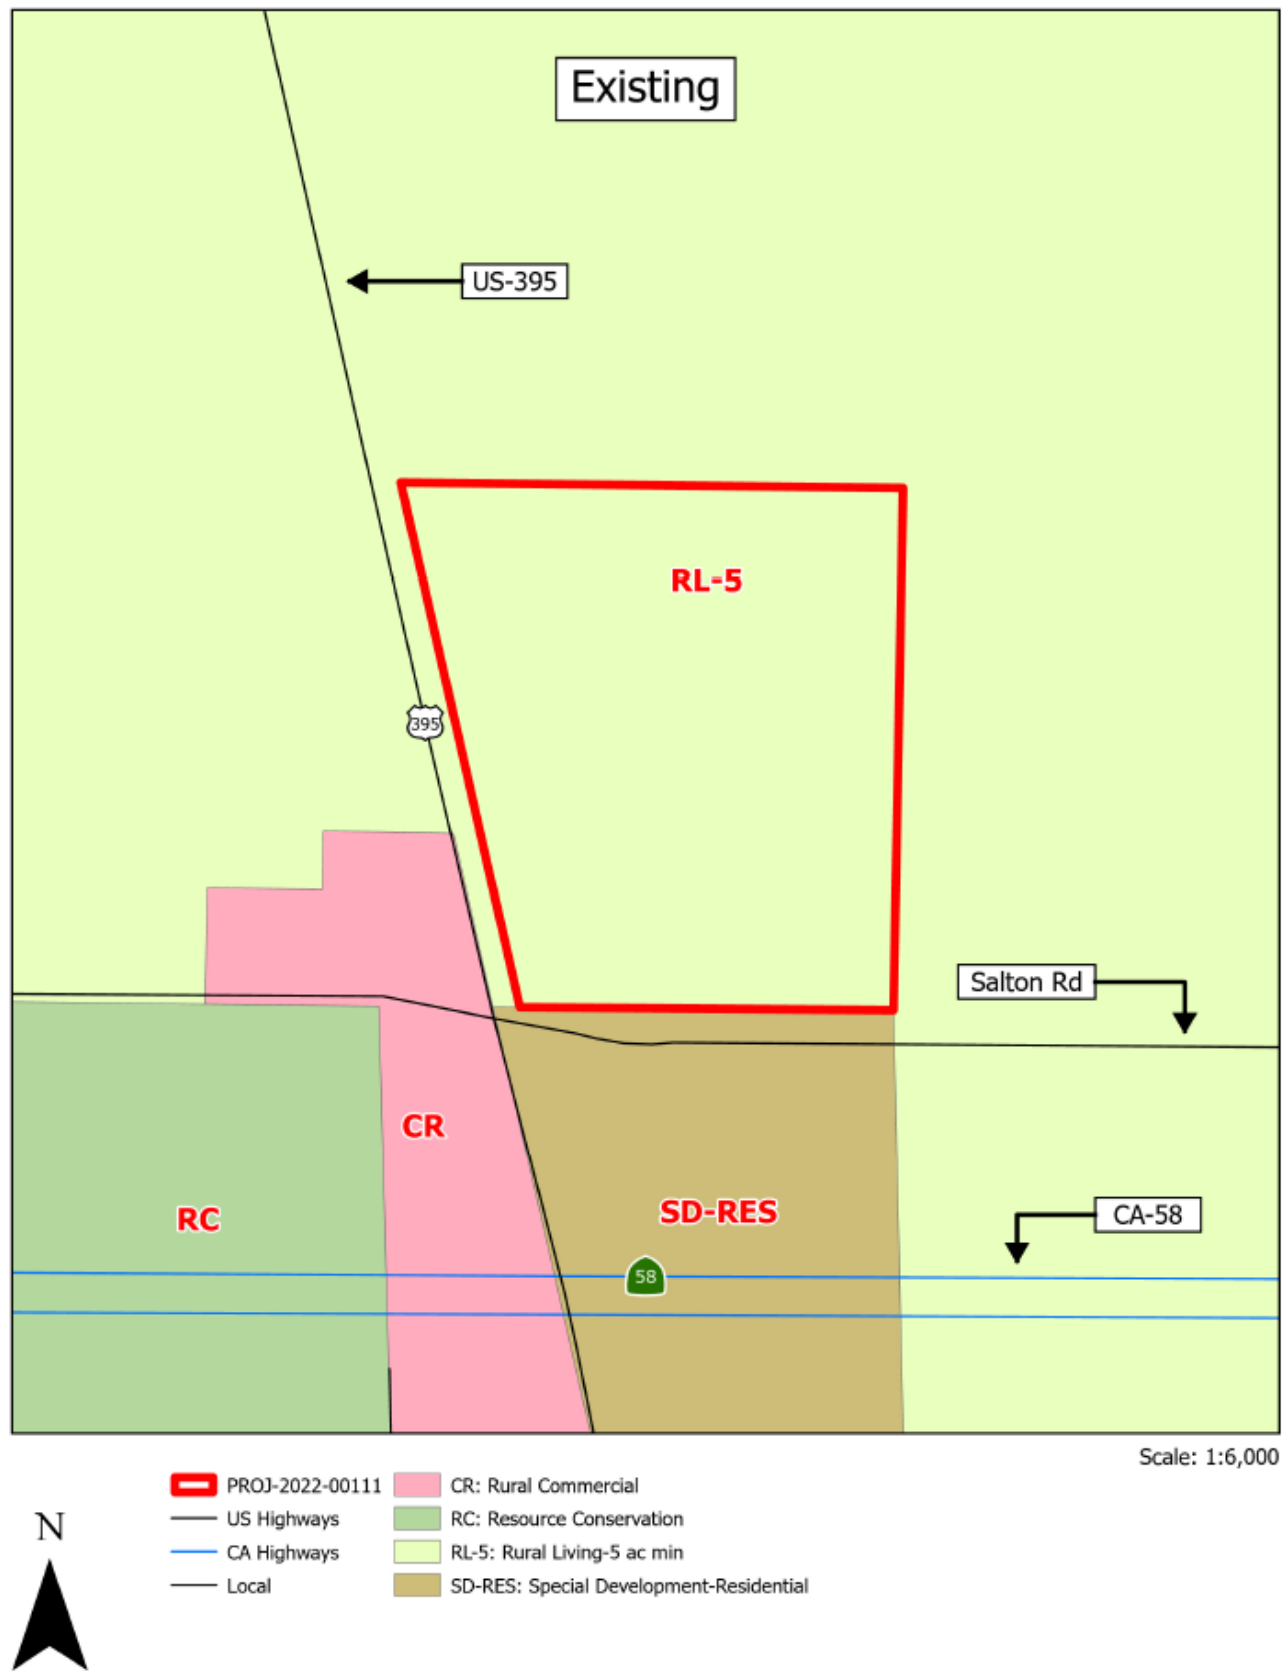 Existing
US-395
RL-5
395
Salton Rd
CR
RC
SD-RES
CA-58
58
Scale: 1:6,000
N
PROJ-2022-00111
US Highways
CA Highways
Local
CR: Rural Commercial
RC: Resource Conservation
RL-5: Rural Living-5 ac min
SD-RES: Special Development-Residential